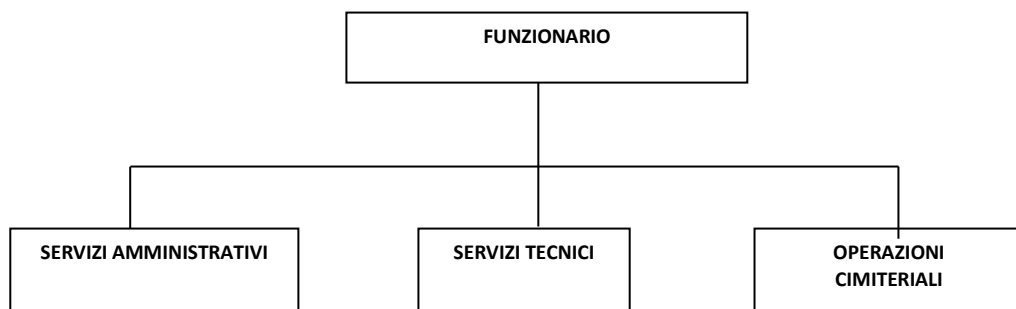 FUNZIONARIO
SERVIZI AMMINISTRATIVI
SERVIZI TECNICI
OPERAZIONI
CIMITERIALI